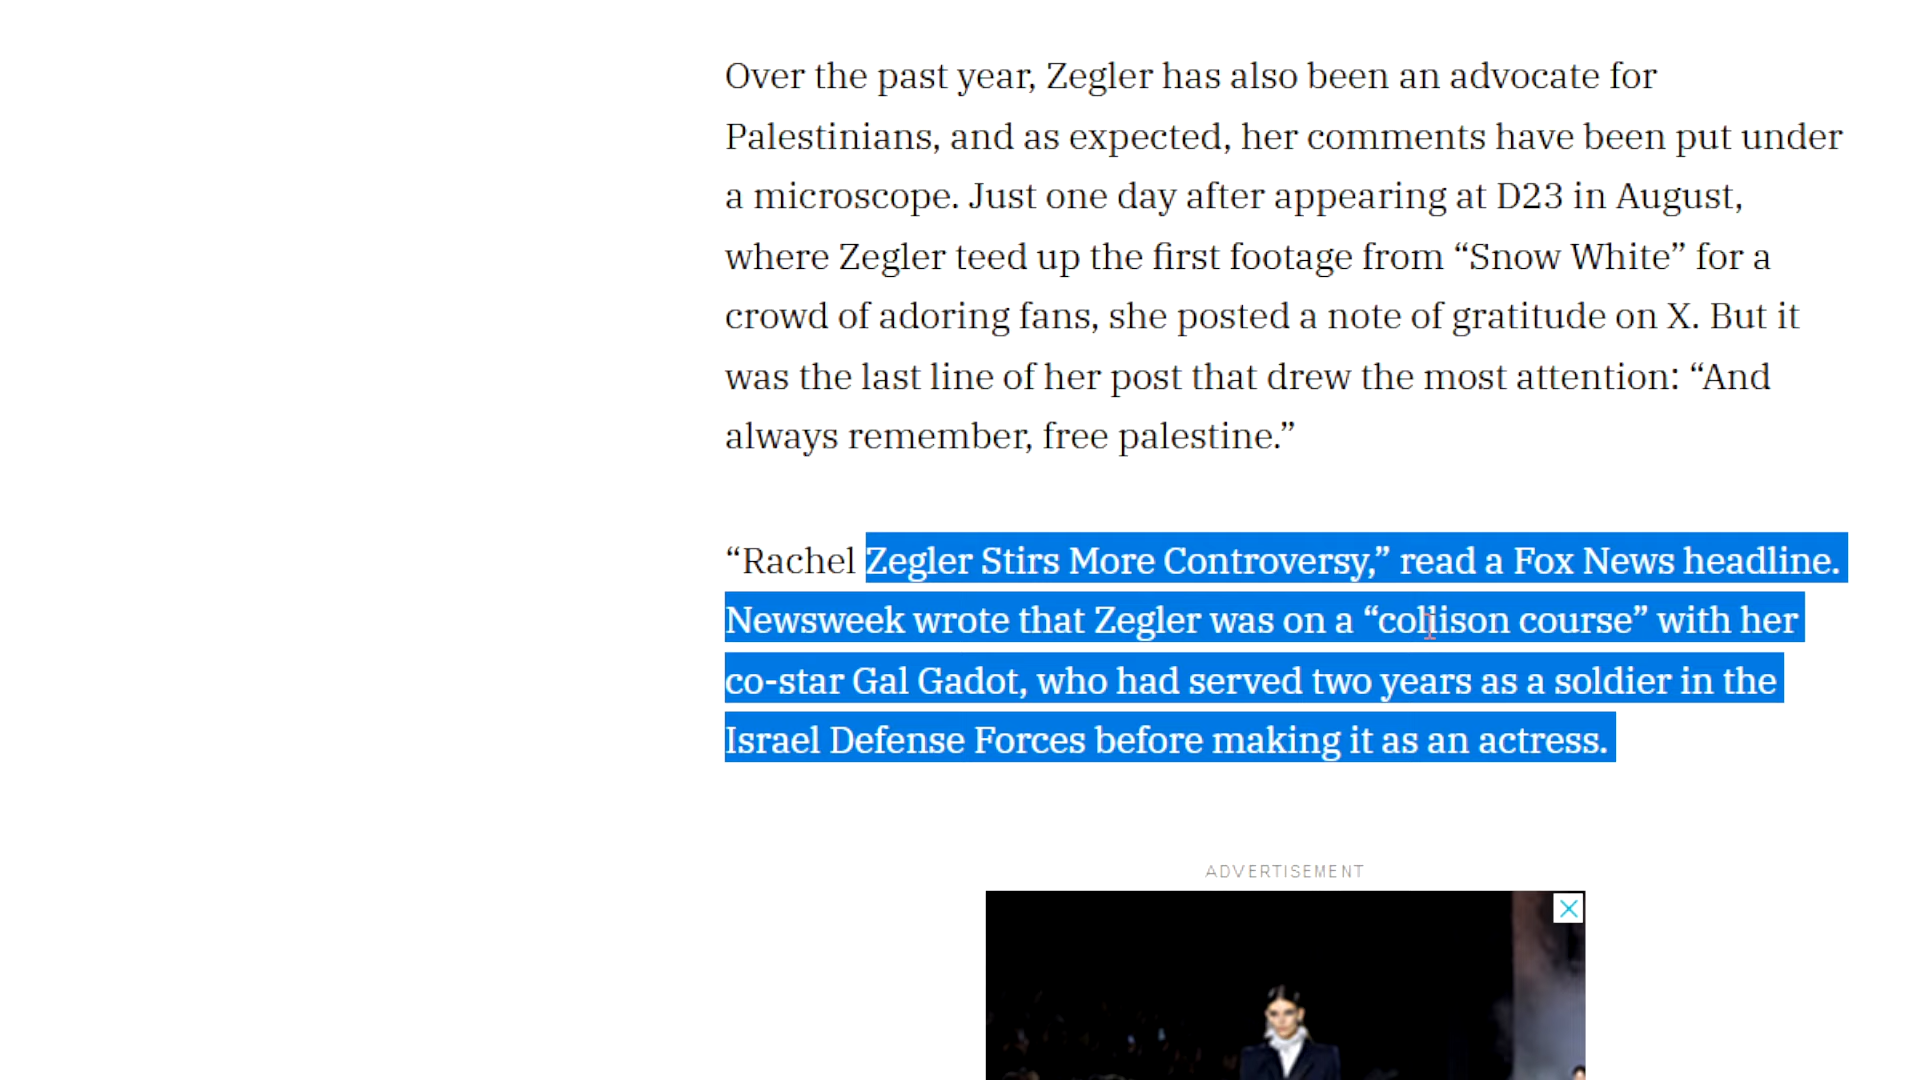 Over the past year, Zegler has also been an advocate for
Palestinians, and as expected, her comments have been put under
a microscope. Just one day after appearing at D23 in August,
where Zegler teed up the first footage from “Snow White” for a
crowd of adoring fans, she posted a note of gratitude on X. But it
was the last line of her post that drew the most attention: “And
always remember, free palestine.”
“Rachel Zegler Stirs More Controversy,” read a Fox News headline.
Newsweek wrote that Zegler was on a “collison course” with her
co-star Gal Gadot, who had served two years as a soldier in the
Israel Defense Forces before making it as an actress.
ADVERTISEMENT